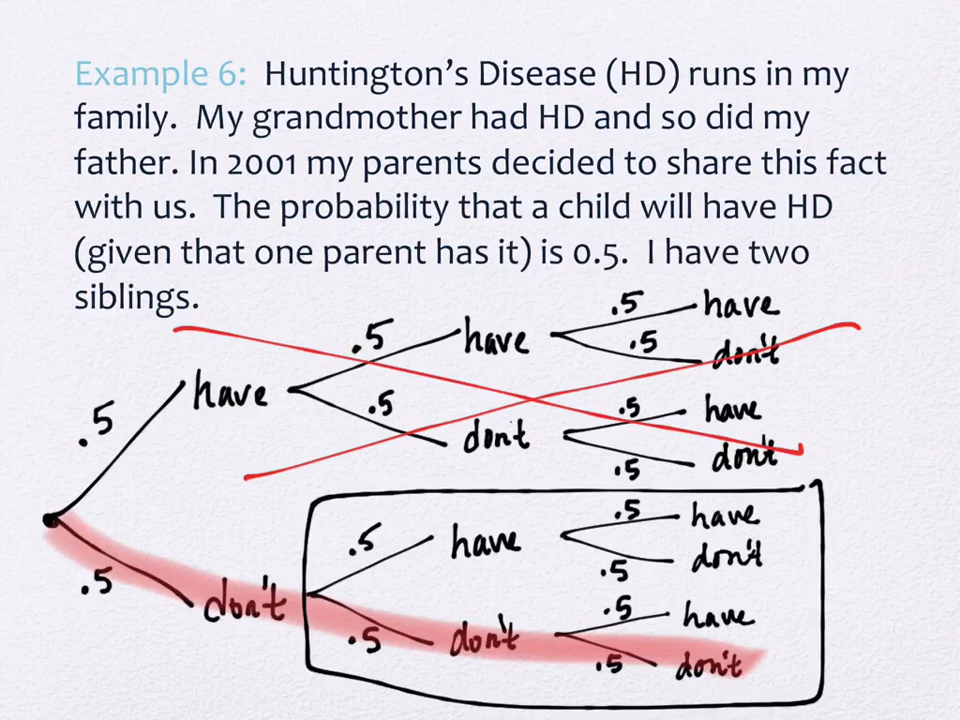 Example 6: Huntington's Disease (HD) runs in my
family. My grandmother had HD and so did my
father. In 2001 my parents decided to share this fact
with us. The probability that a child will have HD
(given that one parent has it) is 0.5. I have two
siblings.
.5 have
.5 have .5 don't
.5 have .5 don't .5 have
.5 don't
.5 don't .5 have .5 have
.5 don't
.5 don't .5 have
.5 don't